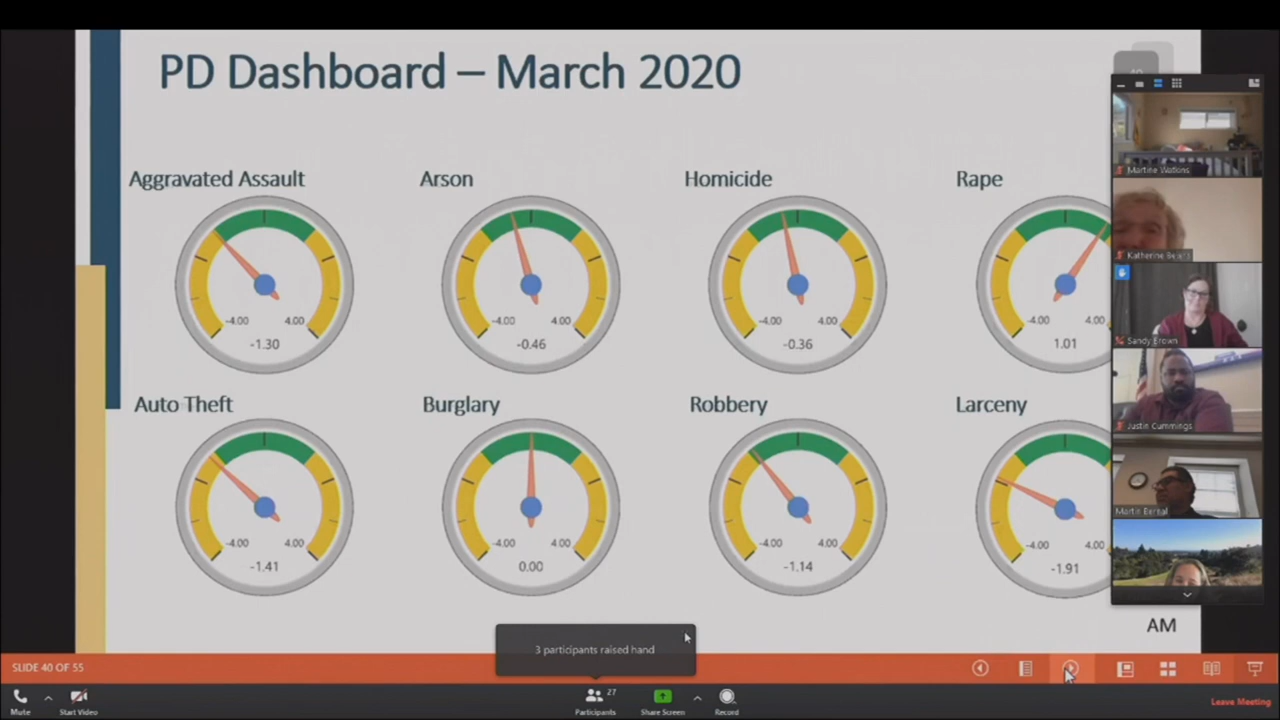 PD Dashboard – March 2020
Aggravated Assault
Arson
Homicide
Rape
-4.00 4.00
-1.30
-4.00 4.00
-0.46
-4.00 4.00
-0.36
-4.00 4.00
1.01
Auto Theft
Burglary
Robbery
Larceny
-4.00 4.00
-1.41
-4.00 4.00
0.00
-4.00 4.00
-1.14
-4.00 4.00
-1.91
Martine Watkins
Katherine
Sandy Brown
Justin Cummings
Martin Bernal
AM
3 participants raised hand
SLIDE 40 OF 55
27
Mute
Start Video
Participants
Share Screen
Record
Leave Meeting